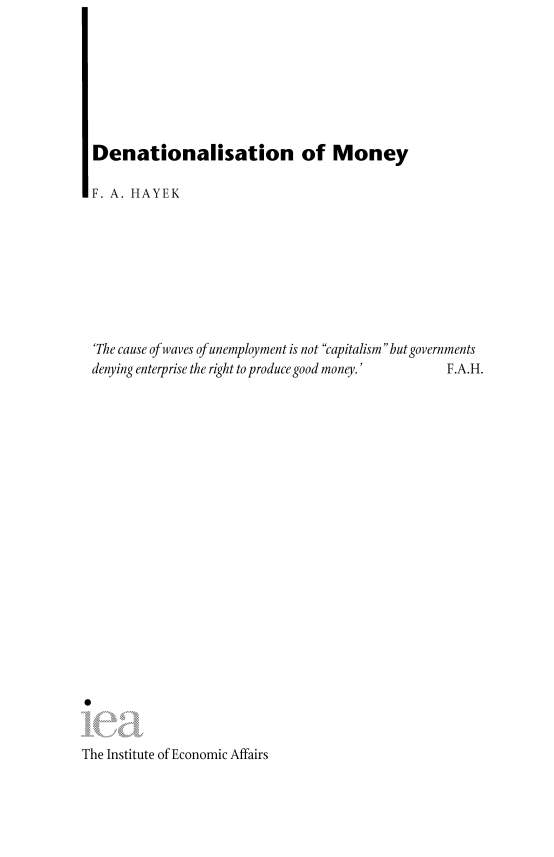 Denationalisation of Money
F. A. HAYEK
‘The cause of waves of unemployment is not “capitalism” but governments
denying enterprise the right to produce good money.’ F.A.H.
iea
The Institute of Economic Affairs